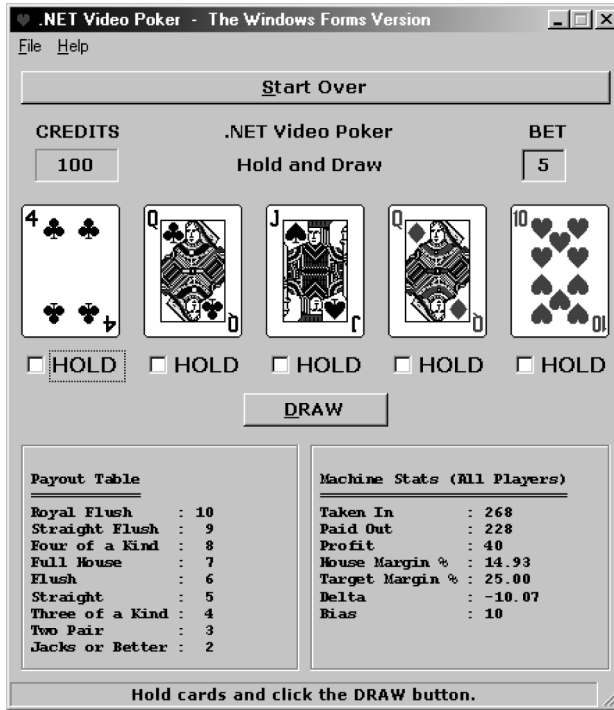 .NET Video Poker - The Windows Forms Version
File Help
Start Over
CREDITS .NET Video Poker BET
100 Hold and Draw 5
4 Q J Q 10
4 Q J Q 10
HOLD HOLD HOLD HOLD HOLD
DRAW
Payout Table
Royal Flush : 10
Straight Flush : 9
Four of a Kind : 8
Full House : 7
Flush : 6
Straight : 5
Three of a Kind : 4
Two Pair : 3
Jacks or Better : 2
Machine Stats (All Players)
Taken In : 268
Paid Out : 228
Profit : 40
House Margin % : 14.93
Target Margin % : 25.00
Delta : -10.07
Bias : 10
Hold cards and click the DRAW button.